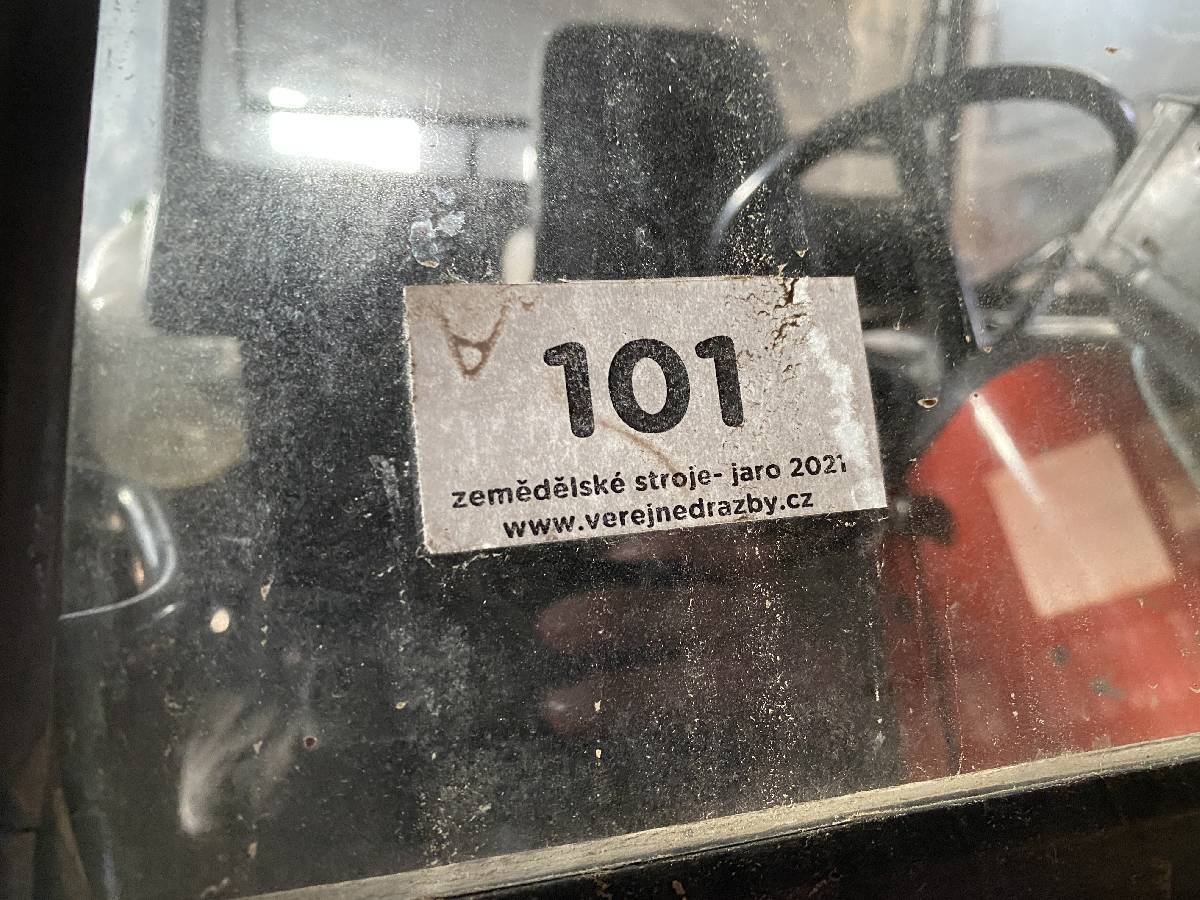 101
zemědělské stroje- jaro 2021
www.verejnedrazby.cz